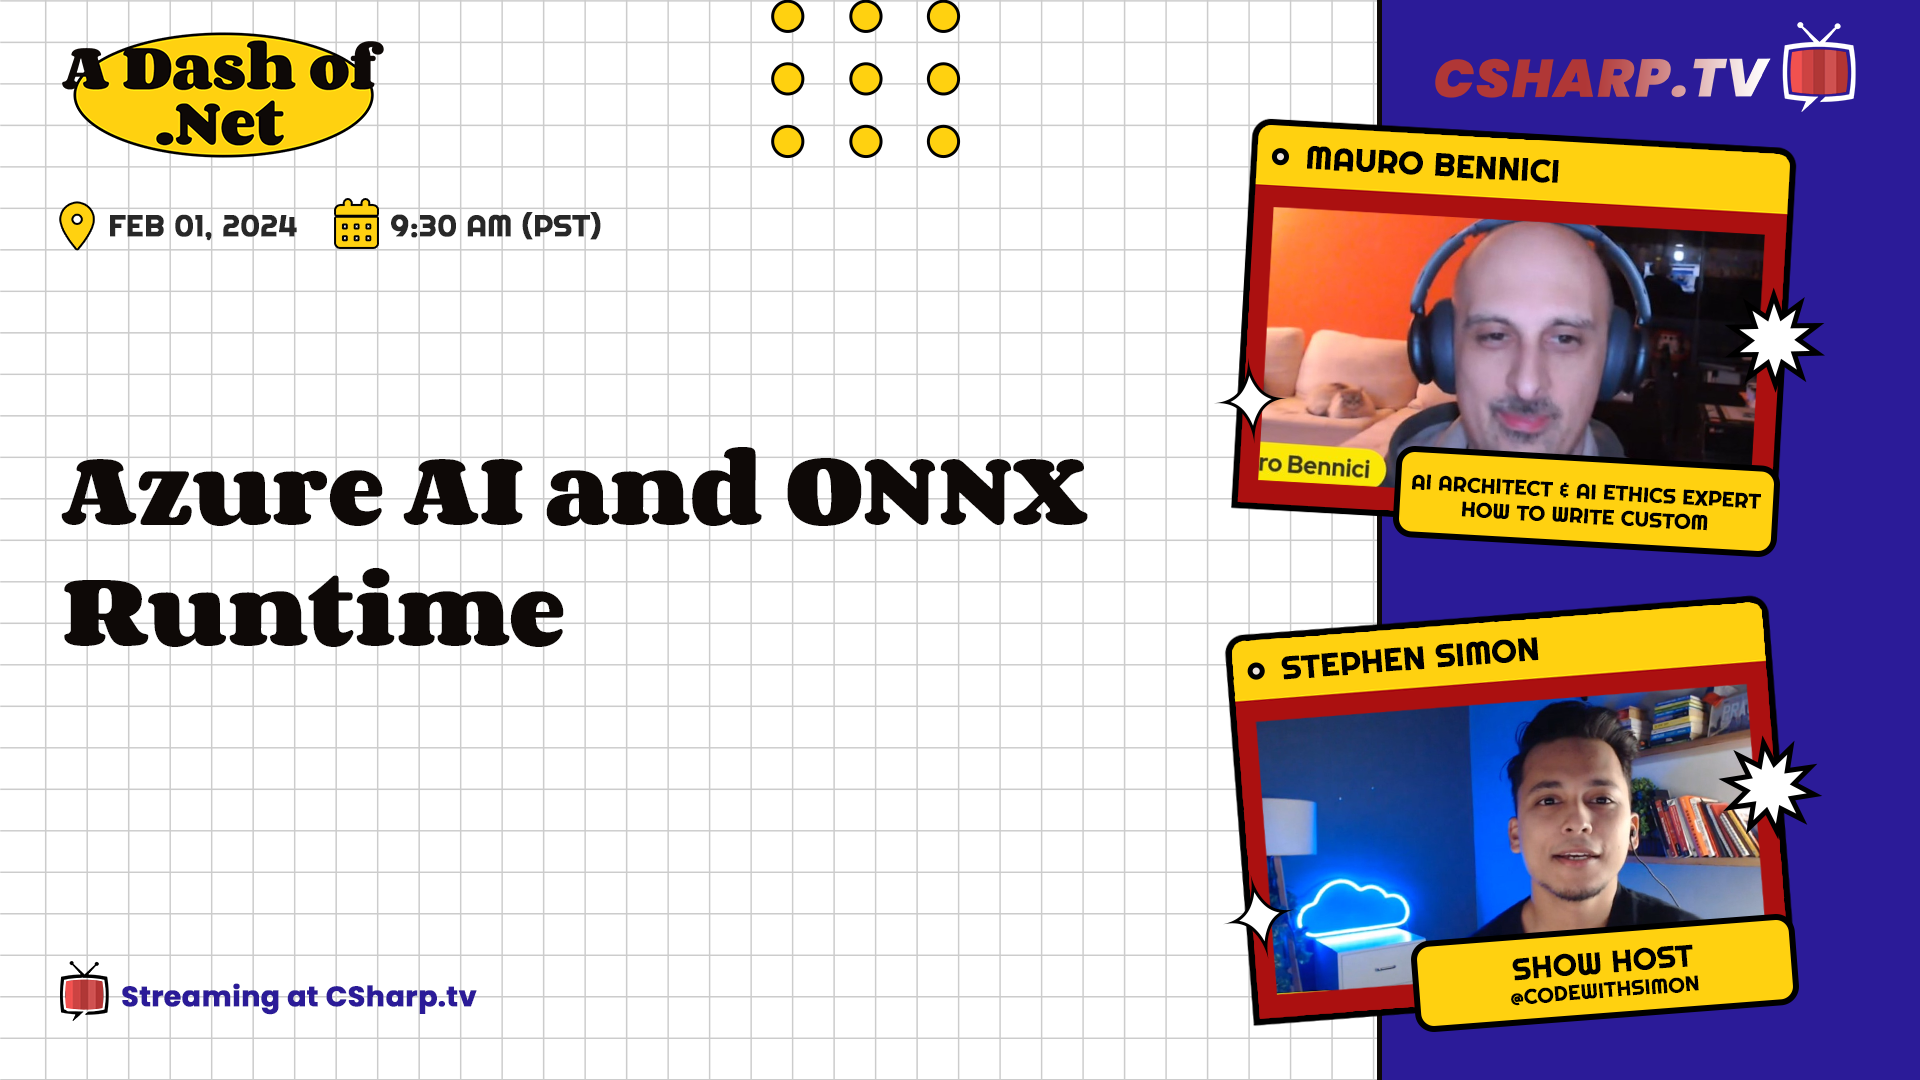 A Dash of
.Net
FEB 01, 2024
9:30 AM (PST)
Azure AI and ONNX
Runtime
Streaming at CSharp.tv
CSHARP.TV
MAURO BENNICI
ro Bennici
AI ARCHITECT & AI ETHICS EXPERT
HOW TO WRITE CUSTOM
STEPHEN SIMON
SHOW HOST
@CODEWITHSIMON